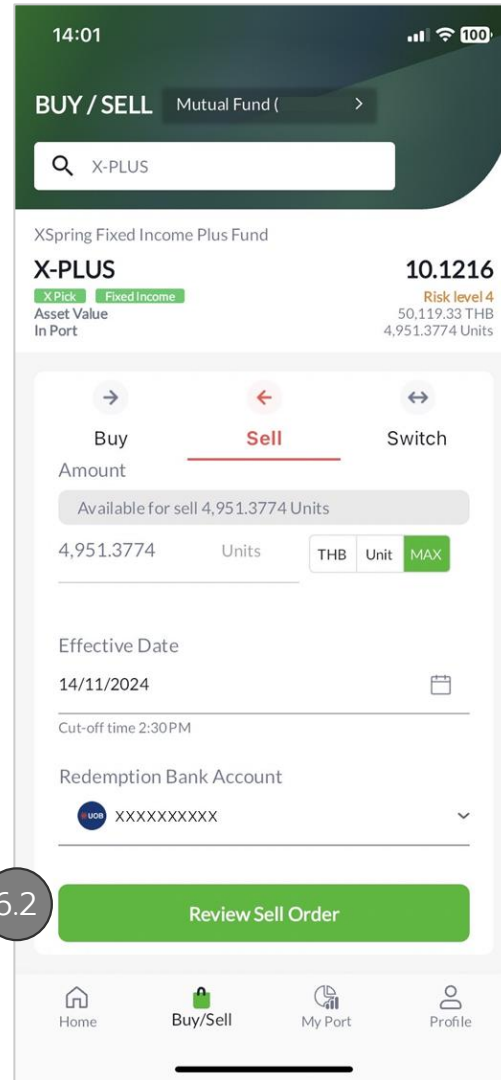 14:01 100
BUY / SELL Mutual Fund ( >
X-PLUS
XSpring Fixed Income Plus Fund
X-PLUS 10.1216
X Pick Fixed Income Risk level 4
Asset Value 50,119.33 THB
In Port 4,951.3774 Units
Buy Sell Switch
Amount
Available for sell 4,951.3774 Units
4,951.3774 Units THB Unit MAX
Effective Date
14/11/2024
Cut-off time 2:30PM
Redemption Bank Account
UOB XXXXXXXXXX
6.2 Review Sell Order
Home Buy/Sell My Port Profile